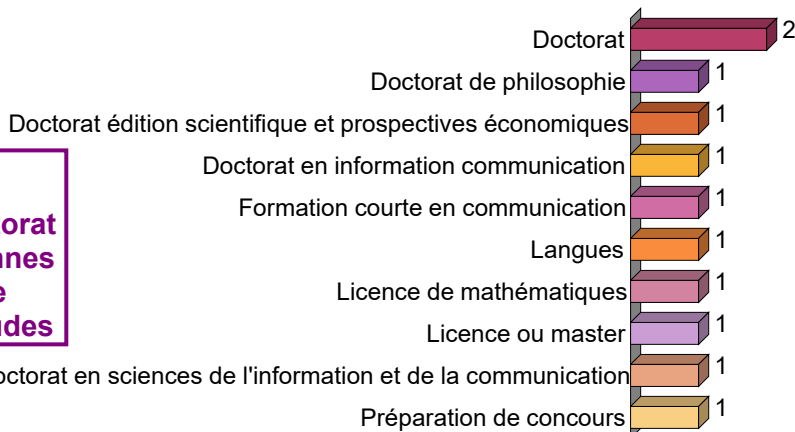 Doctorat 2
Doctorat de philosophie 1
Doctorat édition scientifique et prospectives économiques 1
Doctorat en information communication 1
Formation courte en communication 1
Langues 1
Licence de mathématiques 1
Licence ou master 1
en sciences de l'information et de la communication 1
Préparation de concours 1